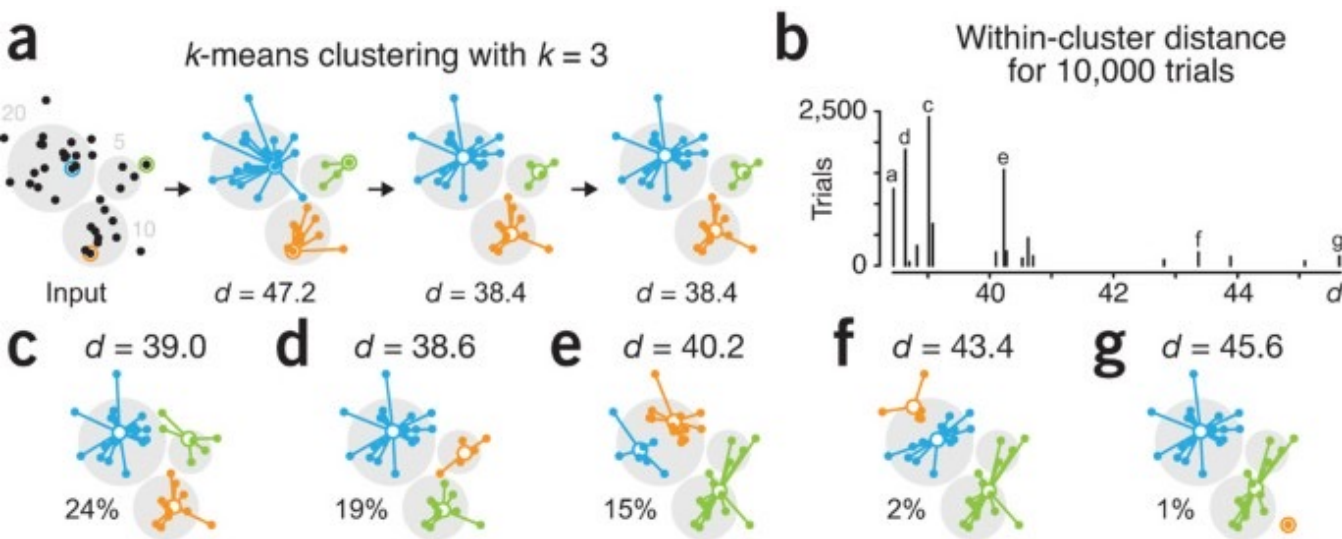 a
k-means clustering with k = 3
20
5
10
Input
d = 47.2
d = 38.4
d = 38.4
b
Within-cluster distance
for 10,000 trials
2,500
Trials
0
a
d
c
e
f
g
40
42
44
d
c
d = 39.0
24%
d
d = 38.6
19%
e
d = 40.2
15%
f
d = 43.4
2%
g
d = 45.6
1%